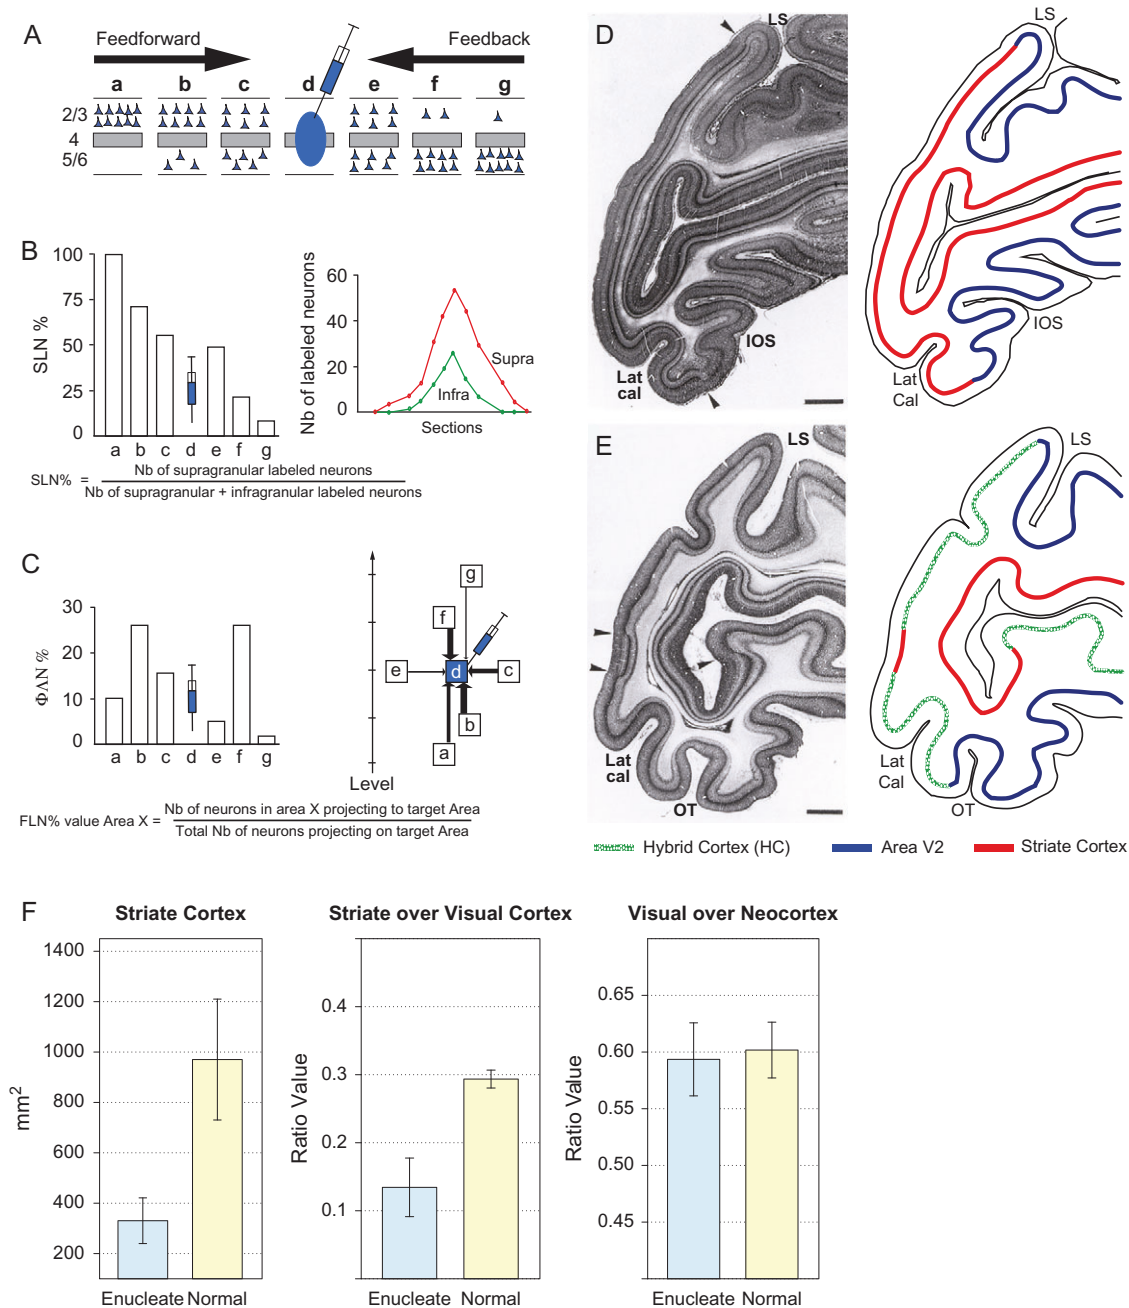 A
Feedforward
Feedback
a b c d e f g
2/3
4
5/6
B
SLN %
100
75
50
25
0
a b c d e f g
Nb of labeled neurons
60
40
20
0
Supra
Infra
Sections
SLN% = Nb of supragranular labeled neurons
Nb of supragranular + infragranular labeled neurons
C
ΦΛN %
30
20
10
0
a b c d e f g
g
f
e d c
b
a
Level
FLN% value Area X = Nb of neurons in area X projecting to target Area
Total Nb of neurons projecting on target Area
D
LS
IOS
Lat
cal
LS
IOS
Lat
Cal
E
LS
Lat
cal
OT
LS
Lat
Cal
OT
Hybrid Cortex (HC) Area V2 Striate Cortex
F
Striate Cortex
mm2
1400
1200
1000
800
600
400
200
Enucleate Normal
Striate over Visual Cortex
Ratio Value
0.4
0.3
0.2
0.1
Enucleate Normal
Visual over Neocortex
Ratio Value
0.65
0.60
0.55
0.50
0.45
Enucleate Normal